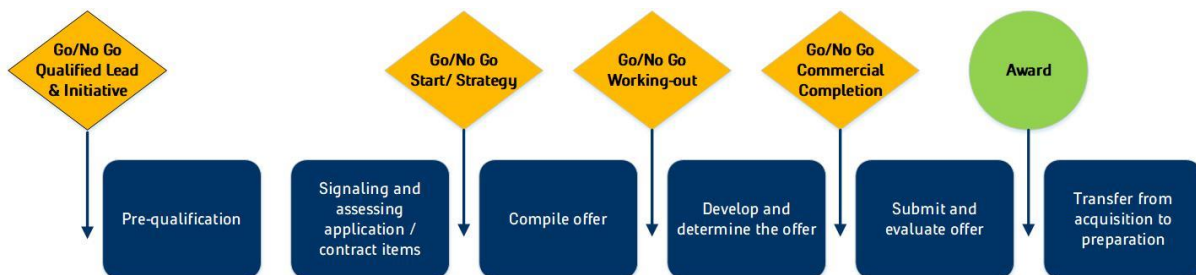 Go/No Go
Qualified Lead
& Initiative
Go/No Go
Start/ Strategy
Go/No Go
Working-out
Go/No Go
Commercial
Completion
Award
Pre-qualification
Signaling and
assessing
application /
contract items
Compile offer
Develop and
determine the offer
Submit and
evaluate offer
Transfer from
acquisition to
preparation